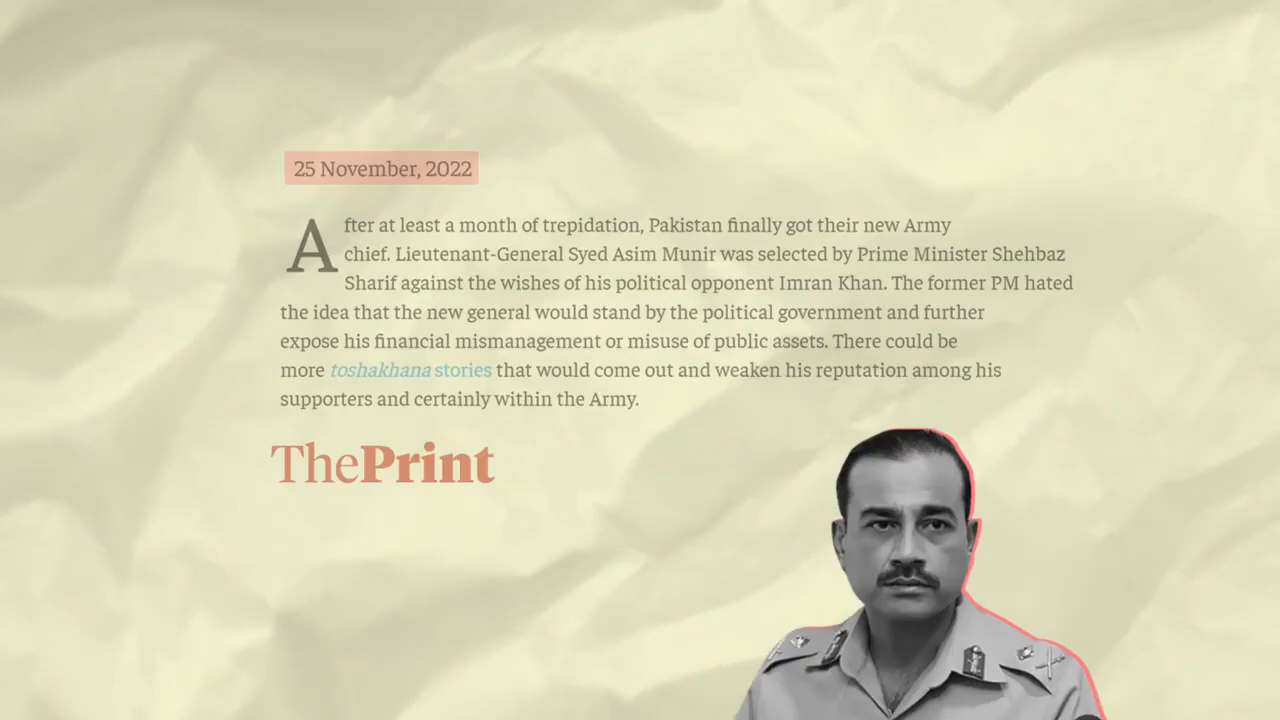 25 November, 2022
After at least a month of trepidation, Pakistan finally got their new Army
chief. Lieutenant-General Syed Asim Munir was selected by Prime Minister Shehbaz
Sharif against the wishes of his political opponent Imran Khan. The former PM hated
the idea that the new general would stand by the political government and further
expose his financial mismanagement or misuse of public assets. There could be
more toshakhana stories that would come out and weaken his reputation among his
supporters and certainly within the Army.
ThePrint